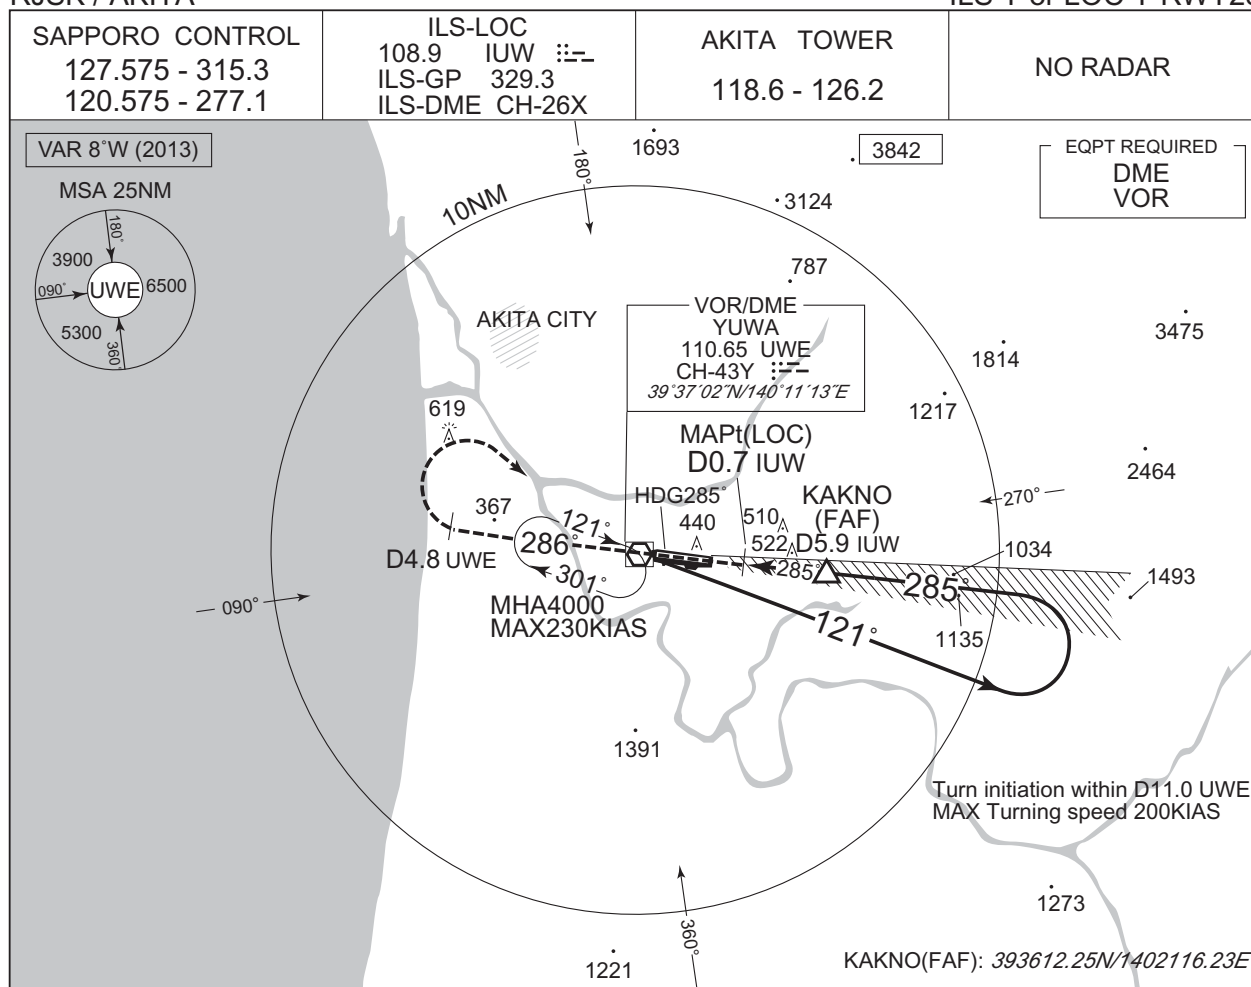 SAPPORO CONTROL
127.575 - 315.3
120.575 - 277.1
ILS-LOC
108.9 IUW
ILS-GP 329.3
ILS-DME CH-26X
AKITA TOWER
118.6 - 126.2
NO RADAR
VAR 8°W (2013)
MSA 25NM
180°
3900
090°
UWE
6500
5300
360°
180°
1693
3842
EQPT REQUIRED
DME
VOR
10NM
3124
787
AKITA CITY
VOR/DME
YUWA
110.65 UWE
CH-43Y
39°37´02˝N/140°11´13˝E
3475
1814
1217
619
MAPt(LOC)
D0.7 IUW
2464
HDG285°
KAKNO
(FAF)
D5.9 IUW
270°
367
121°
440
510
522
286°
D4.8 UWE
301°
285°
1034
285°
1493
090°
MHA4000
MAX230KIAS
121°
1135
1391
Turn initiation within D11.0 UWE
MAX Turning speed 200KIAS
1273
360°
1221
KAKNO(FAF): 393612.25N/1402116.23E